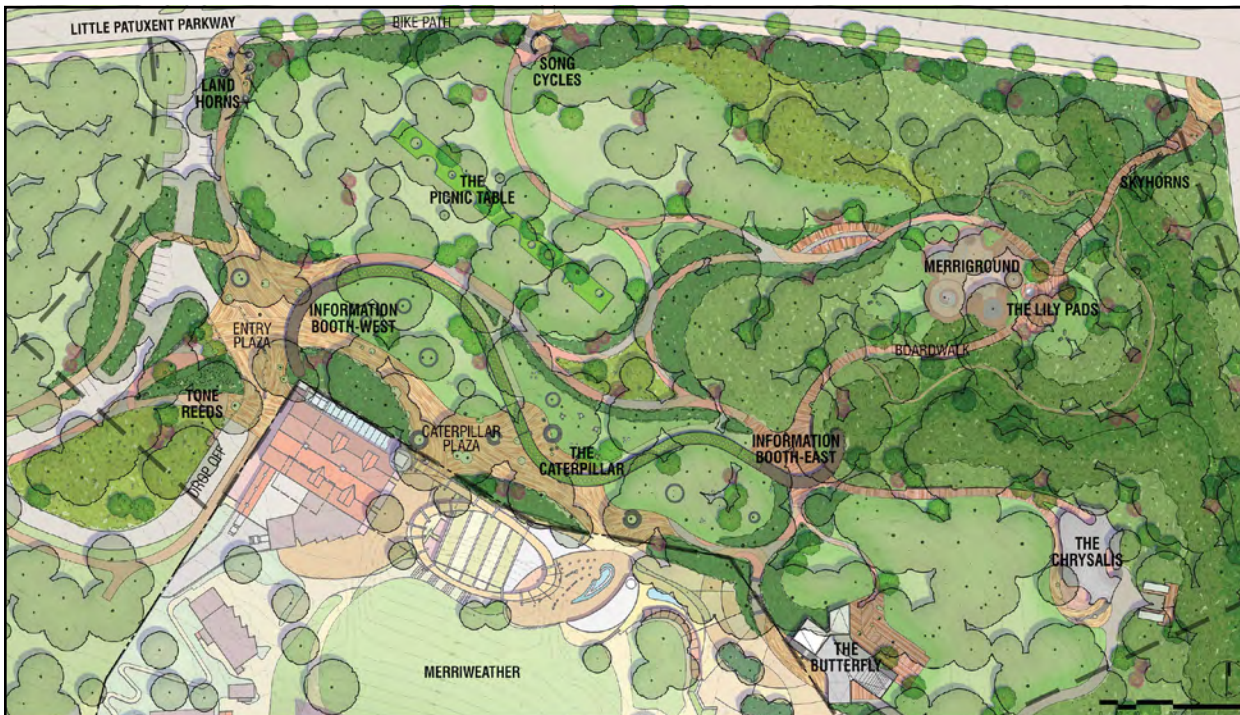 LITTLE PATUXENT PARKWAY
BIKE PATH
LAND
HORNS
SONG
CYCLES
THE
PICNIC TABLE
SKYHORNS
MERRIGROUND
THE LILY PADS
INFORMATION
BOOTH-WEST
ENTRY
PLAZA
BOARDWALK
TONE
REEDS
DROP OFF
CATERPILLAR
PLAZA
THE
CATERPILLAR
INFORMATION
BOOTH-EAST
THE
CHRYSALIS
THE
BUTTERFLY
MERRIWEATHER